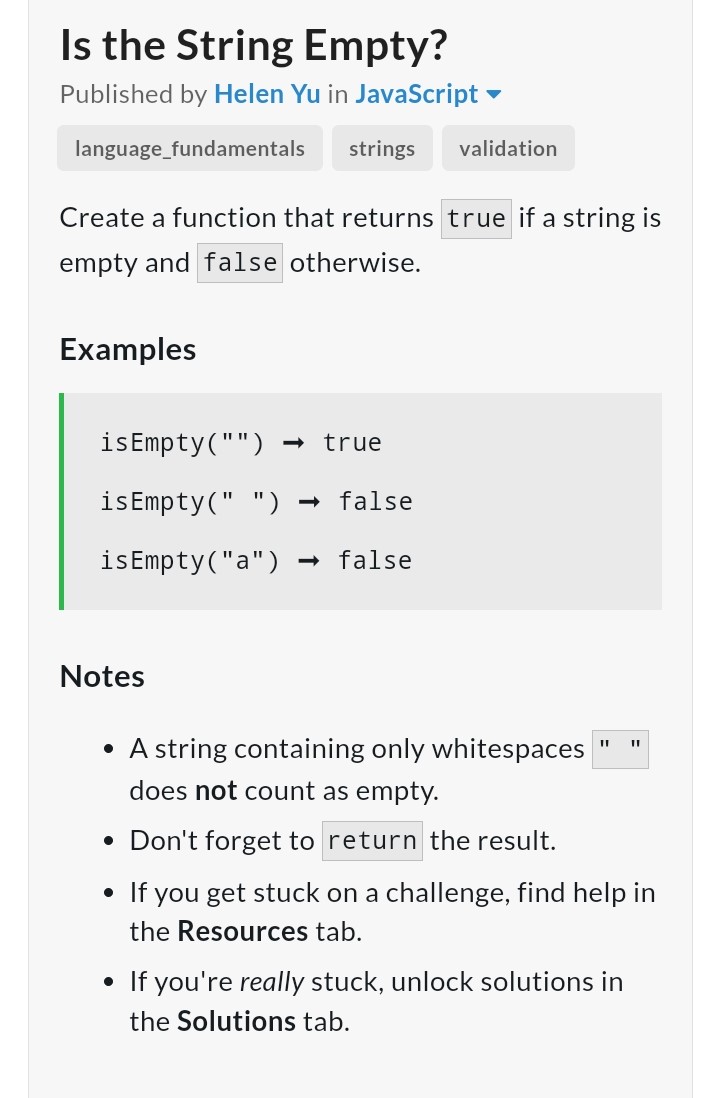 Is the String Empty?
Published by Helen Yu in JavaScript
language_fundamentals strings validation
Create a function that returns true if a string is
empty and false otherwise.
Examples
isEmpty("") ➞ true
isEmpty(" ") ➞ false
isEmpty("a") ➞ false
Notes
• A string containing only whitespaces " "
does not count as empty.
• Don't forget to return the result.
• If you get stuck on a challenge, find help in
the Resources tab.
• If you're really stuck, unlock solutions in
the Solutions tab.